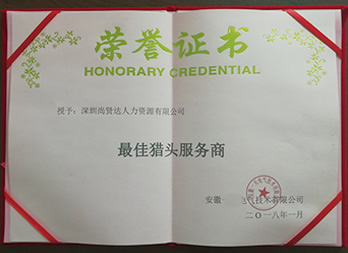 荣誉证书
HONORARY CREDENTIAL
授予：深圳尚贤达人力资源有限公司
最佳猎头服务商
安徽 气技术有限公司
二〇一八年一月